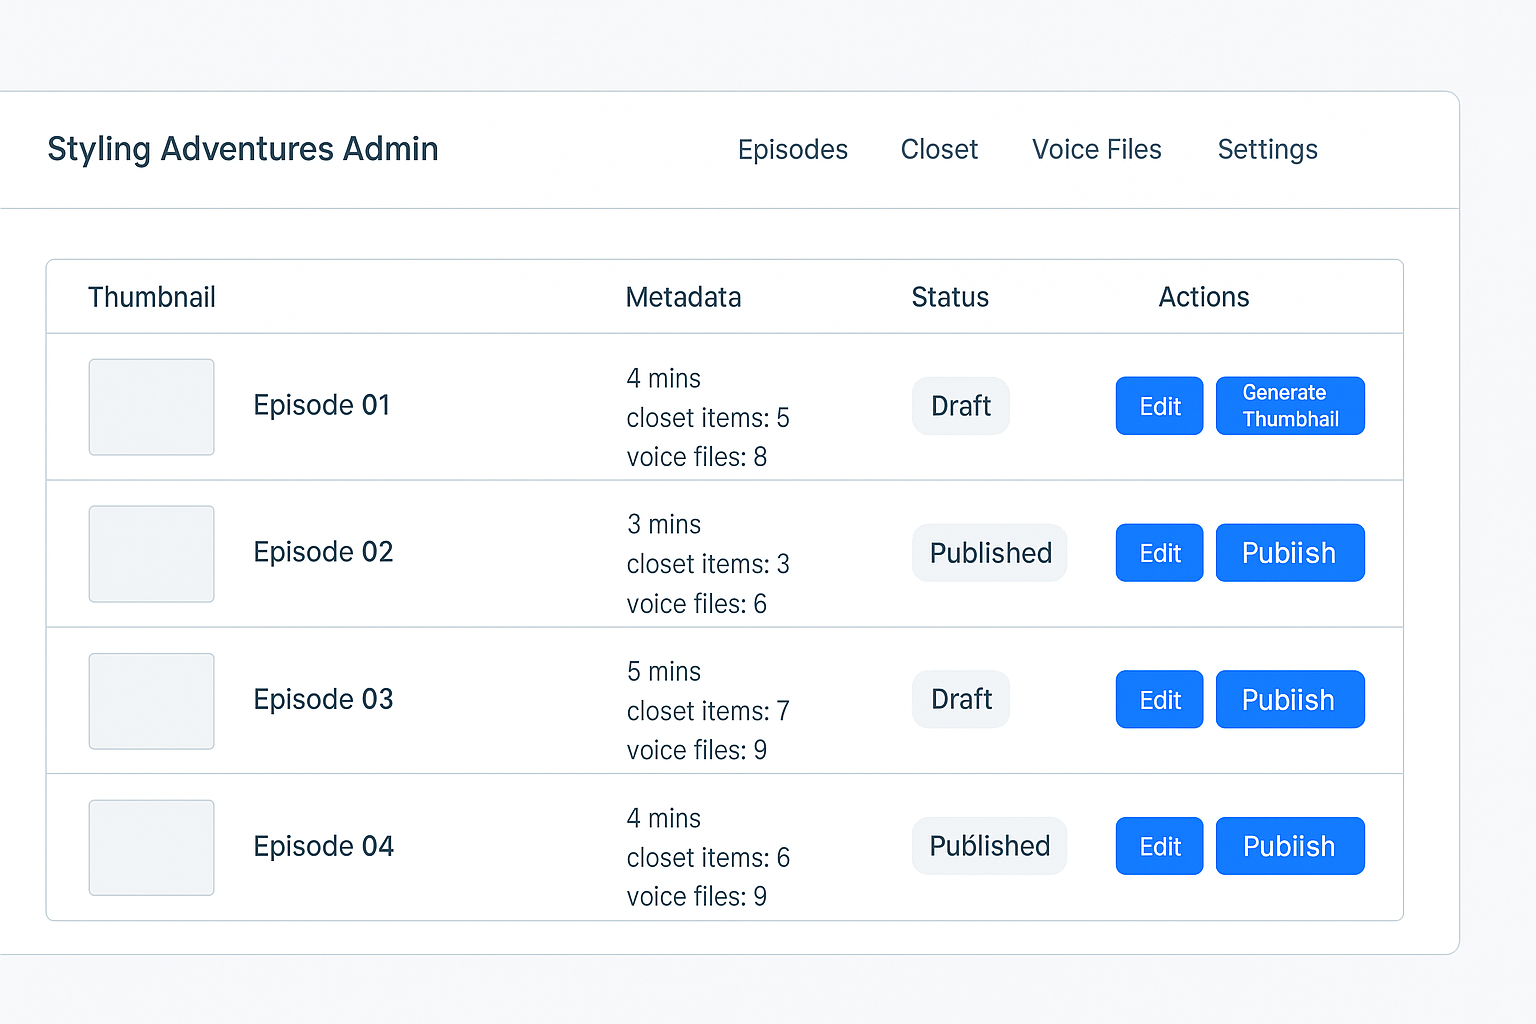 Styling Adventures Admin
Episodes Closet Voice Files Settings
Thumbnail Metadata Status Actions
Episode 01
4 mins
closet items: 5
voice files: 8
Draft
Edit
Generate
Thumbhail
Episode 02
3 mins
closet items: 3
voice files: 6
Published
Edit
Pubiish
Episode 03
5 mins
closet items: 7
voice files: 9
Draft
Edit
Pubiish
Episode 04
4 mins
closet items: 6
voice files: 9
Published
Edit
Pubiish